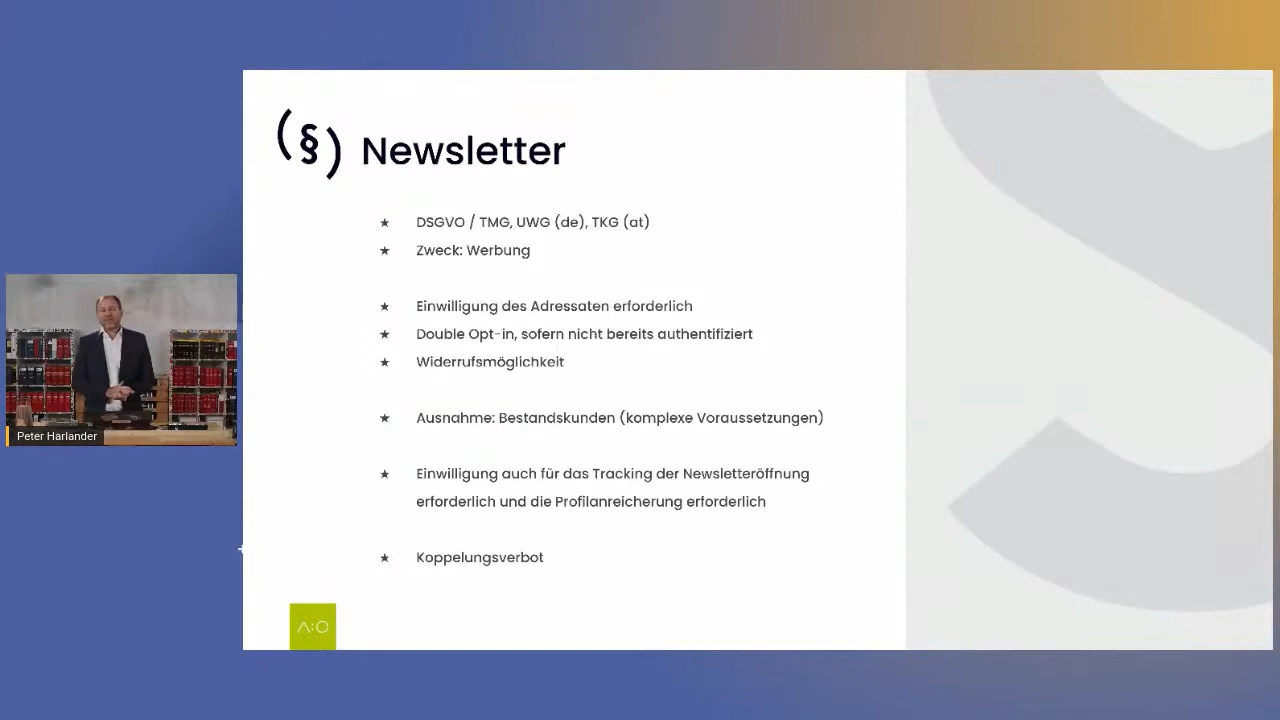 (§) Newsletter
★ DSGVO / TMG, UWG (de), TKG (at)
★ Zweck: Werbung
★ Einwilligung des Adressaten erforderlich
★ Double Opt-in, sofern nicht bereits authentifiziert
★ Widerrufsmöglichkeit
★ Ausnahme: Bestandskunden (komplexe Voraussetzungen)
★ Einwilligung auch für das Tracking der Newsletteröffnung
erforderlich und die Profilanreicherung erforderlich
★ Koppelungsverbot
Peter Harlander
A:O